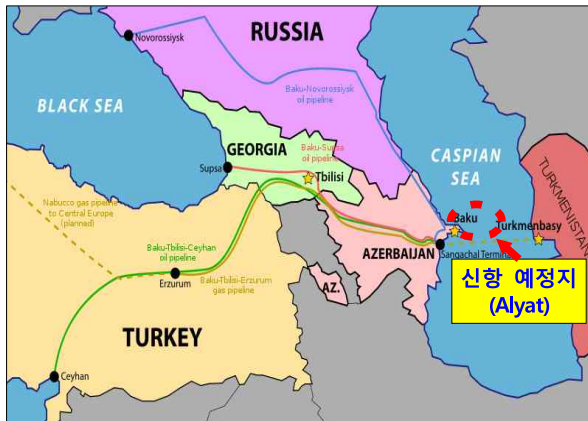 RUSSIA
Novorossiysk
Baku-Novorossiysk
oil pipeline
BLACK SEA
GEORGIA
Baku-Supsa
oil pipeline
Supsa
Tbilisi
CASPIAN
SEA
TURKMENISTAN
Nabucco gas pipeline
to Central Europe
(planned)
Baku
Turkmenbasy
Baku-Tbilisi-Ceyhan
oil pipeline
AZERBAIJAN
Sangachal Terminal
Erzurum
Baku-Tbilisi-Erzurum
gas pipeline
AZ.
신항 예정지
(Alyat)
TURKEY
Ceyhan